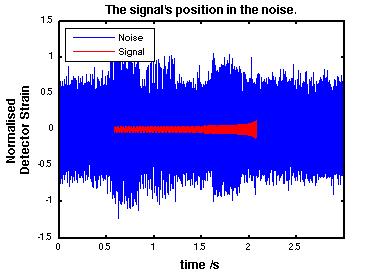 The signal's position in the noise.
Normalised
Detector Strain
1.5
1
0.5
0
-0.5
-1
-1.5
Noise
Signal
0
0.5
1
1.5
2
2.5
time /s